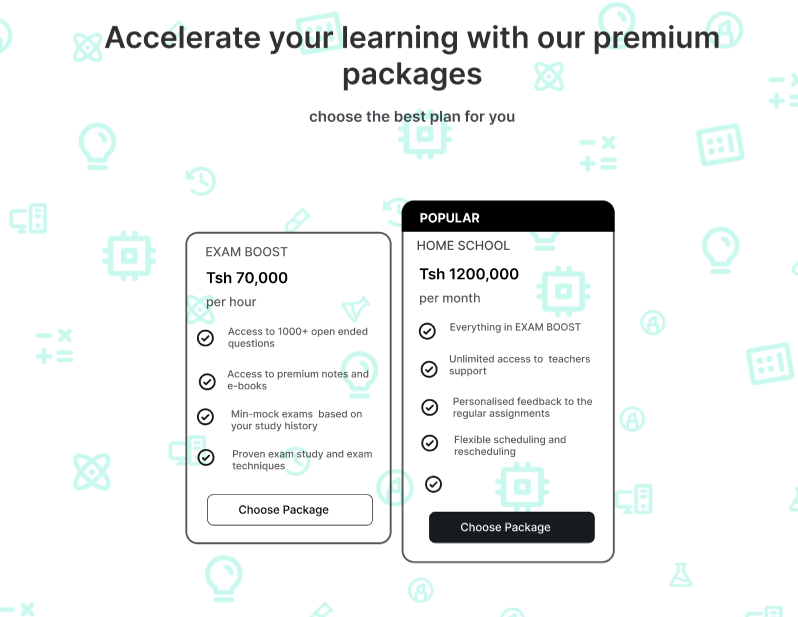 Accelerate your learning with our premium
packages
choose the best plan for you
EXAM BOOST
Tsh 70,000
per hour
Access to 1000+ open ended
questions
Access to premium notes and
e-books
Min-mock exams  based on
your study history
Proven exam study and exam
techniques
Choose Package
POPULAR
HOME SCHOOL
Tsh 1200,000
per month
Everything in EXAM BOOST
Unlimited access to  teachers
support
Personalised feedback to the
regular assignments
Flexible scheduling and
rescheduling
Choose Package